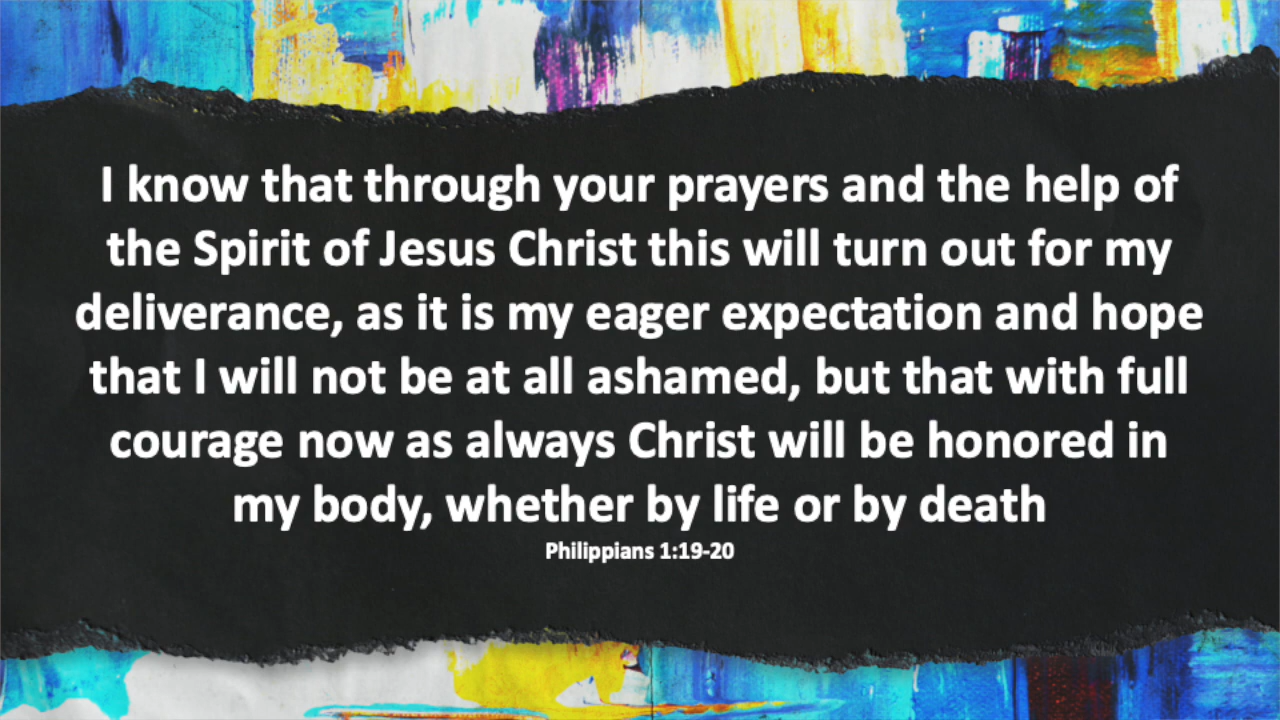 I know that through your prayers and the help of
the Spirit of Jesus Christ this will turn out for my
deliverance, as it is my eager expectation and hope
that I will not be at all ashamed, but that with full
courage now as always Christ will be honored in
my body, whether by life or by death
Philippians 1:19-20